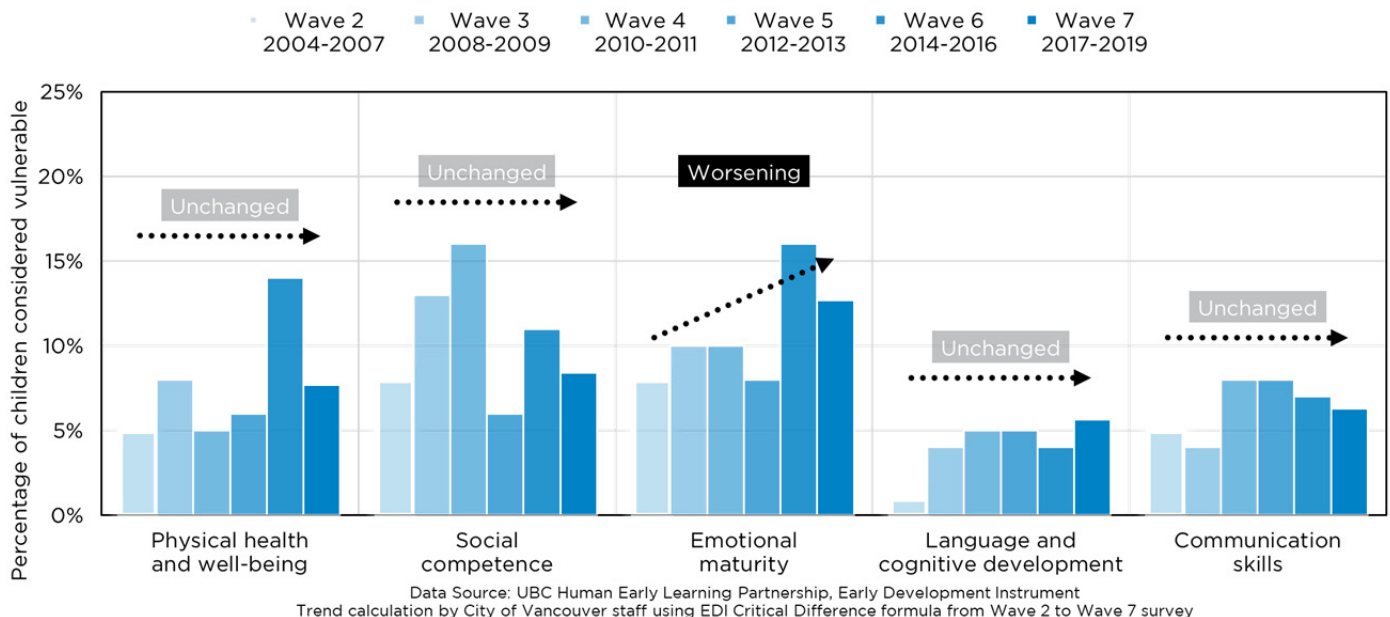 Wave 2 Wave 3 Wave 4 Wave 5 Wave 6 Wave 7
2004-2007 2008-2009 2010-2011 2012-2013 2014-2016 2017-2019
Percentage of children considered vulnerable
25%
20%
15%
10%
5%
0%
Unchanged
Unchanged
Worsening
Unchanged
Unchanged
Physical health
and well-being
Social
competence
Emotional
maturity
Language and
cognitive development
Communication
skills
Data Source: UBC Human Early Learning Partnership, Early Development Instrument
Trend calculation by City of Vancouver staff using EDI Critical Difference formula from Wave 2 to Wave 7 survey